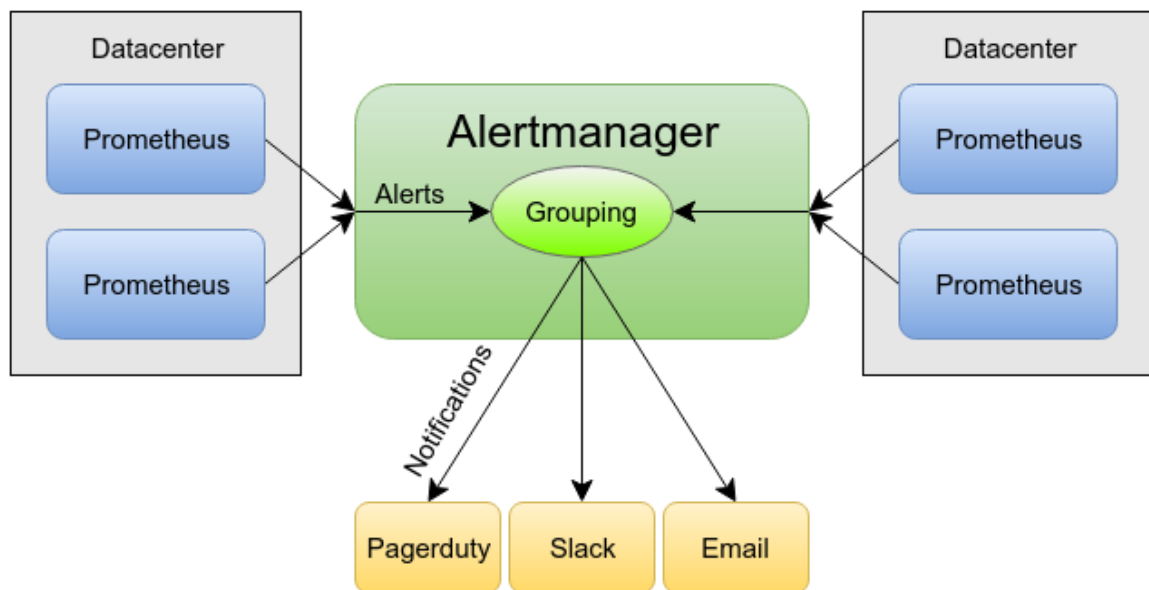 Datacenter
Prometheus
Prometheus
Alertmanager
Alerts
Grouping
Datacenter
Prometheus
Prometheus
Notifications
Pagerduty
Slack
Email